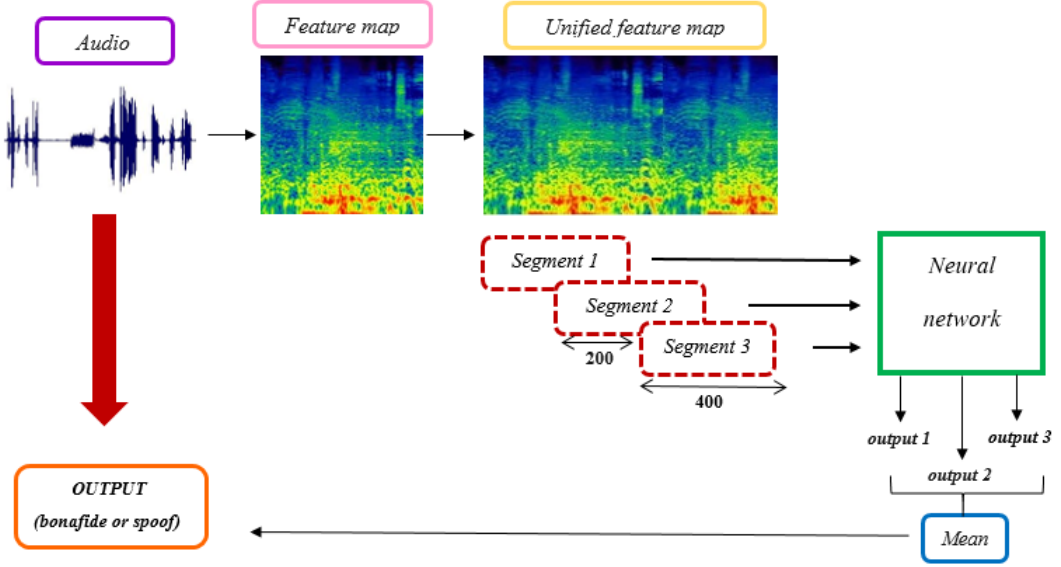 Audio
Feature map
Unified feature map
Segment 1
Segment 2
Segment 3
200
400
Neural
network
output 1
output 3
output 2
OUTPUT
(bonafide or spoof)
Mean